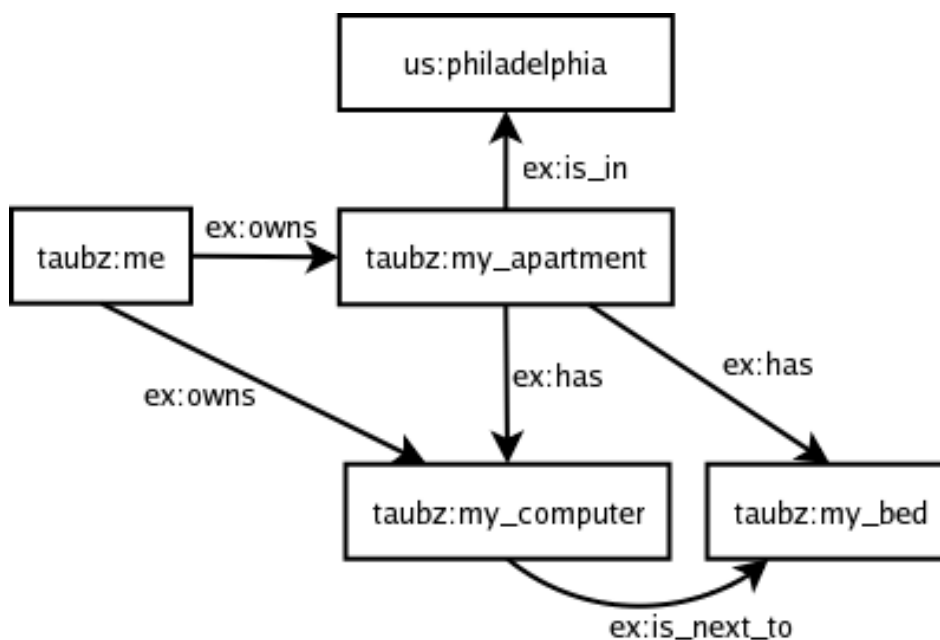 us:philadelphia
ex:is_in
taubz:me
ex:owns
taubz:my_apartment
ex:owns
ex:has
ex:has
taubz:my_computer
taubz:my_bed
ex:is_next_to